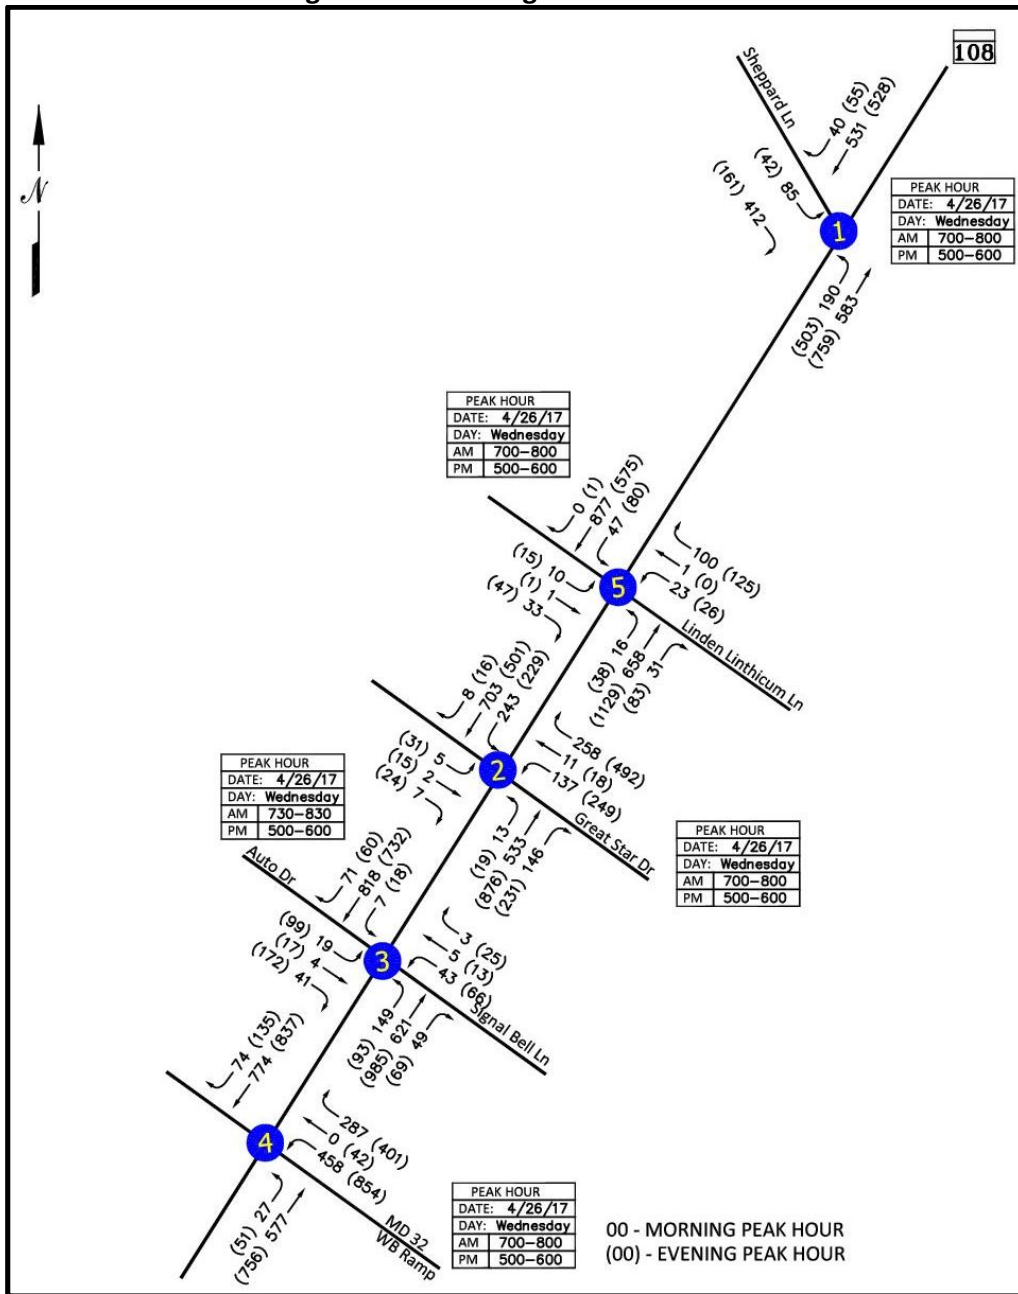 108
N
Sheppard Ln
40 (55)
531 (528)
(42) 85
(161) 412
1
PEAK HOUR
DATE: 4/26/17
DAY: Wednesday
AM 700-800
PM 500-600
(503) 190
(759) 583
PEAK HOUR
DATE: 4/26/17
DAY: Wednesday
AM 700-800
PM 500-600
0 (1)
877 (575)
47 (80)
(15) 10
(1) 1
(47) 33
5
100 (125)
1 (0)
23 (26)
Linden Linthicum Ln
(38) 16
(1129) 658
(83) 31
8 (16)
703 (501)
243 (229)
(31) 5
(15) 2
(24) 7
2
258 (492)
11 (18)
137 (249)
Great Star Dr
(19) 13
(876) 533
(231) 146
PEAK HOUR
DATE: 4/26/17
DAY: Wednesday
AM 730-830
PM 500-600
PEAK HOUR
DATE: 4/26/17
DAY: Wednesday
AM 700-800
PM 500-600
Auto Dr
71 (60)
818 (732)
7 (18)
(99) 19
(17) 4
(172) 41
3
3 (25)
5 (13)
43 (66)
Signal Bell Ln
(93) 149
(985) 621
(69) 49
74 (135)
774 (837)
4
287 (401)
0 (42)
458 (854)
MD 32
WB Ramp
(51) 27
(756) 577
PEAK HOUR
DATE: 4/26/17
DAY: Wednesday
AM 700-800
PM 500-600
00 - MORNING PEAK HOUR
(00) - EVENING PEAK HOUR